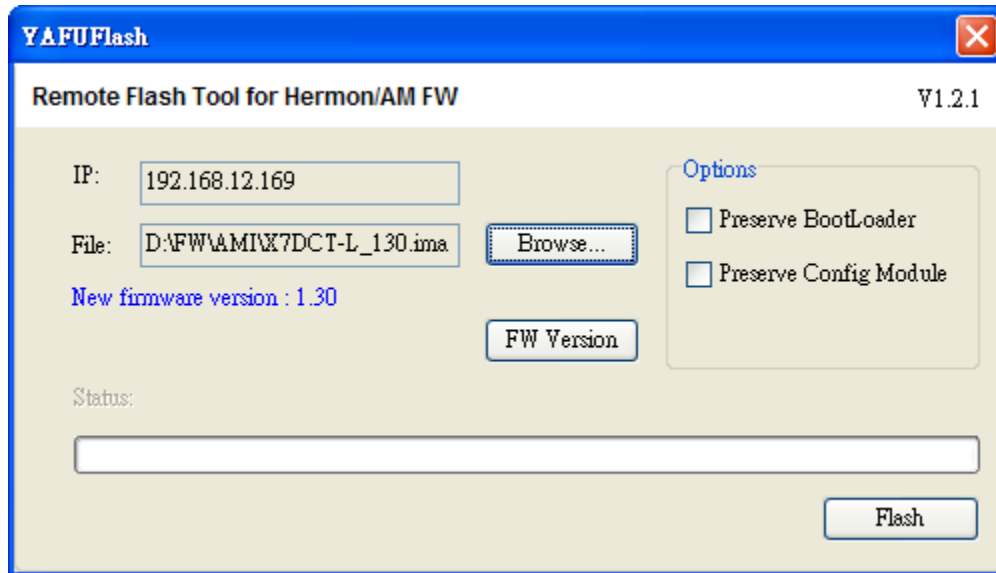 YAFUFlash
Remote Flash Tool for Hermon/AM FW
V1.2.1
IP:
192.168.12.169
File:
D:\FW\AMI\X7DCT-L_130.ima
Browse...
New firmware version : 1.30
FW Version
Options
Preserve BootLoader
Preserve Config Module
Status:
Flash